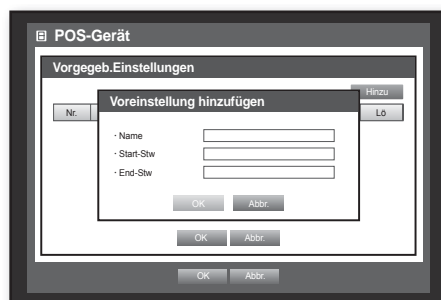 POS-Gerät
Vorgegeb.Einstellungen
Hinzu
Nr.
Lö
Voreinstellung hinzufügen
· Name
· Start-Stw
· End-Stw
OK Abbr.
OK Abbr.
OK Abbr.